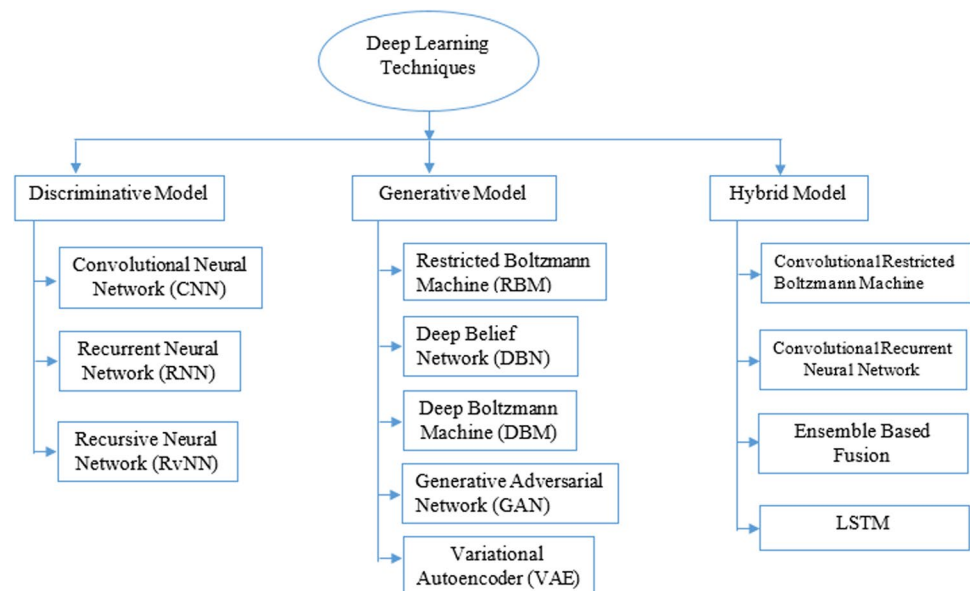 Deep Learning
Techniques
Discriminative Model
Convolutional Neural
Network (CNN)
Recurrent Neural
Network (RNN)
Recursive Neural
Network (RvNN)
Generative Model
Restricted Boltzmann
Machine (RBM)
Deep Belief
Network (DBN)
Deep Boltzmann
Machine (DBM)
Generative Adversarial
Network (GAN)
Variational
Autoencoder (VAE)
Hybrid Model
Convolutional Restricted
Boltzmann Machine
Convolutional Recurrent
Neural Network
Ensemble Based
Fusion
LSTM